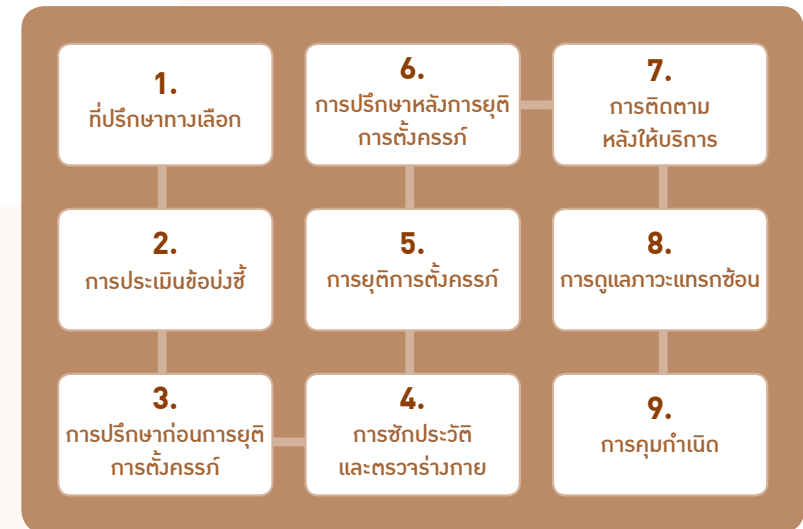 1.
ที่ปรึกษาทางเลือก
2.
การประเมินข้อบ่งชี้
3.
การปรึกษาก่อนการยุติ
การตั้งครรภ์
4.
การซักประวัติ
และตรวจร่างกาย
5.
การยุติการตั้งครรภ์
6.
การปรึกษาหลังการยุติ
การตั้งครรภ์
7.
การติดตาม
หลังให้บริการ
8.
การดูแลภาวะแทรกซ้อน
9.
การคุมกำเนิด